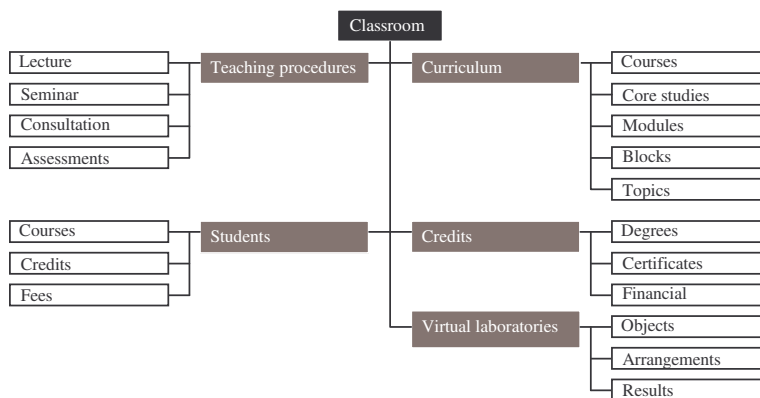 Classroom
Lecture
Seminar
Consultation
Assessments
Teaching procedures
Curriculum
Courses
Core studies
Modules
Blocks
Topics
Courses
Credits
Fees
Students
Credits
Degrees
Certificates
Financial
Virtual laboratories
Objects
Arrangements
Results